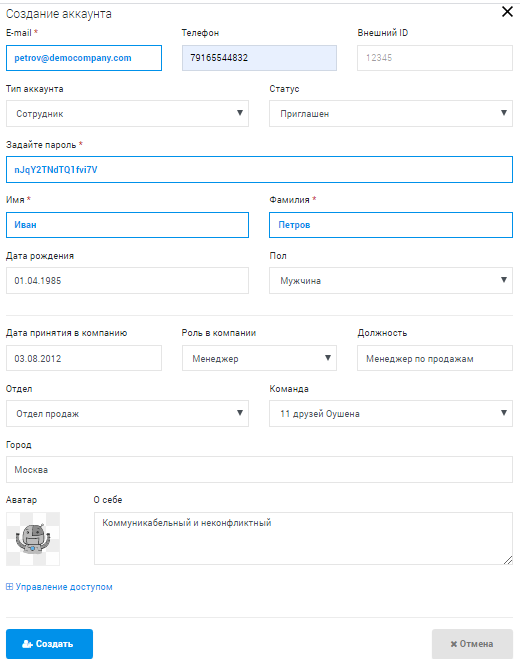 Создание аккаунта
E-mail * Телефон Внешний ID
petrov@democompany.com 79165544832 12345
Тип аккаунта Статус
Сотрудник Приглашен
Задайте пароль *
nJqY2TNdTQ1fvi7V
Имя * Фамилия *
Иван Петров
Дата рождения Пол
01.04.1985 Мужчина
Дата принятия в компанию Роль в компании Должность
03.08.2012 Менеджер Менеджер по продажам
Отдел Команда
Отдел продаж 11 друзей Оушена
Город
Москва
Аватар О себе
Коммуникабельный и неконфликтный
Управление доступом
Создать Отмена